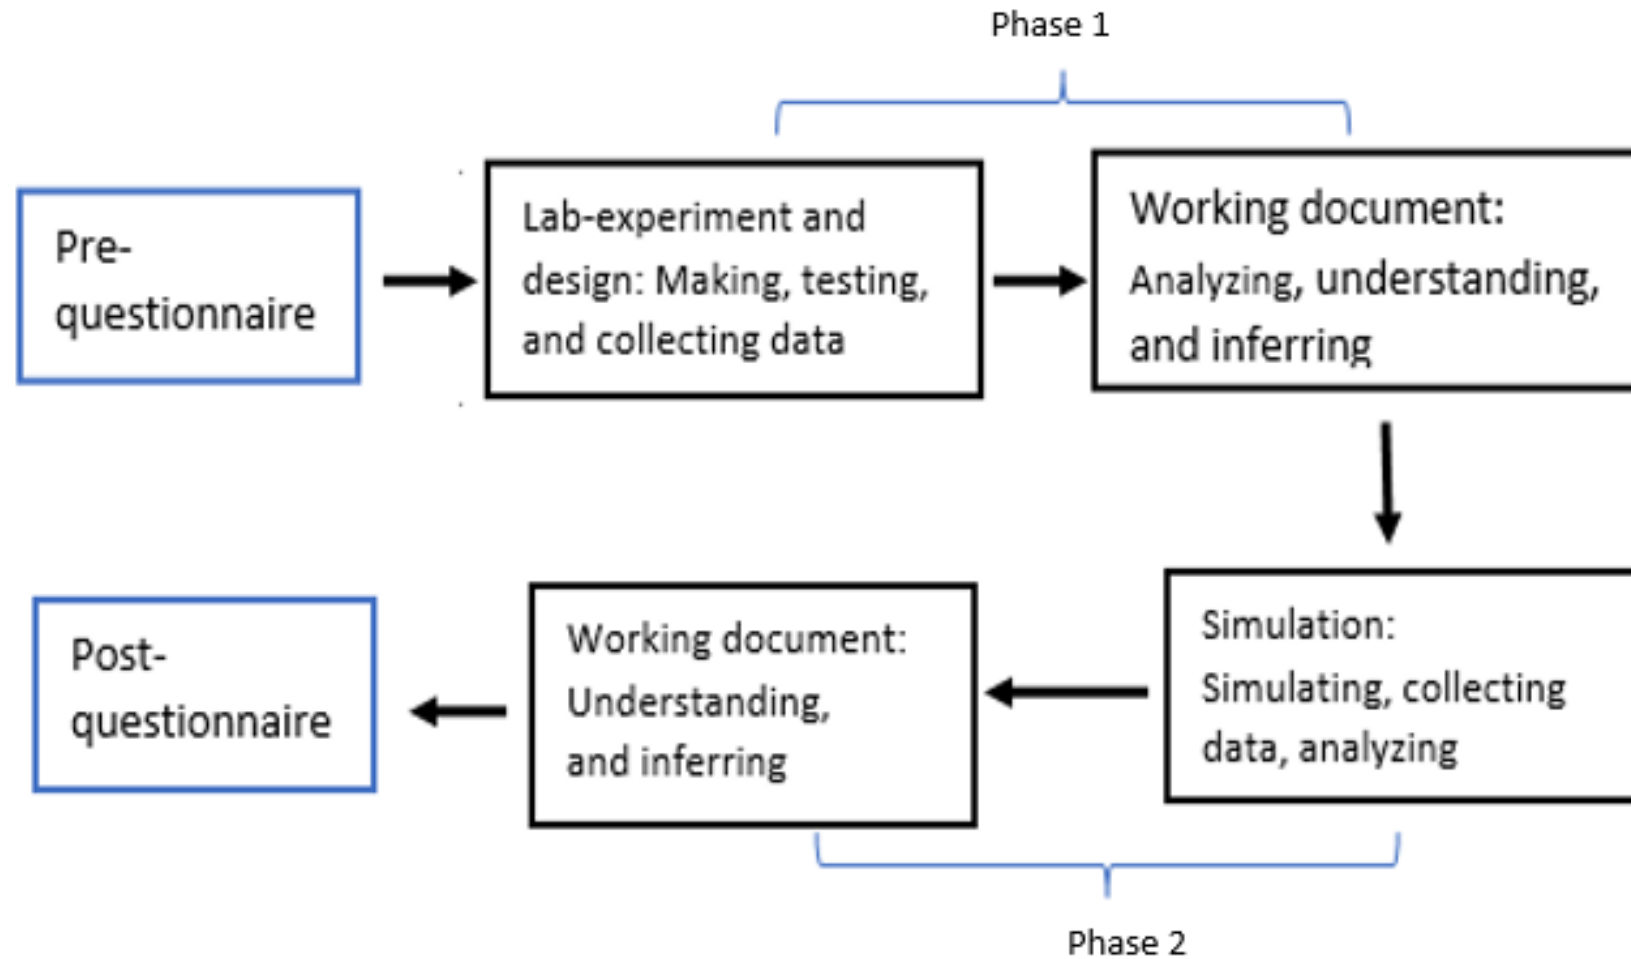 Phase 1
Pre-
questionnaire
Lab-experiment and
design: Making, testing,
and collecting data
Working document:
Analyzing, understanding,
and inferring
Simulation:
Simulating, collecting
data, analyzing
Working document:
Understanding,
and inferring
Post-
questionnaire
Phase 2